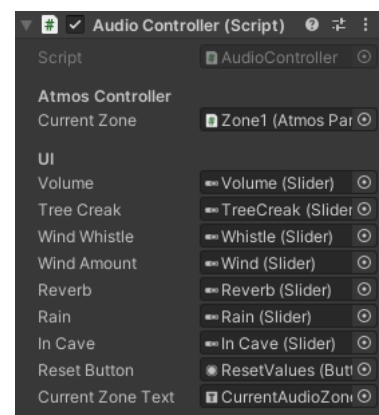 # Audio Controller (Script)
Script # AudioController
Atmos Controller
Current Zone # Zone1 (Atmos Par
UI
Volume Volume (Slider)
Tree Creak TreeCreak (Slider
Wind Whistle Whistle (Slider)
Wind Amount Wind (Slider)
Reverb Reverb (Slider)
Rain Rain (Slider)
In Cave In Cave (Slider)
Reset Button ResetValues (Butt
Current Zone Text T CurrentAudioZon